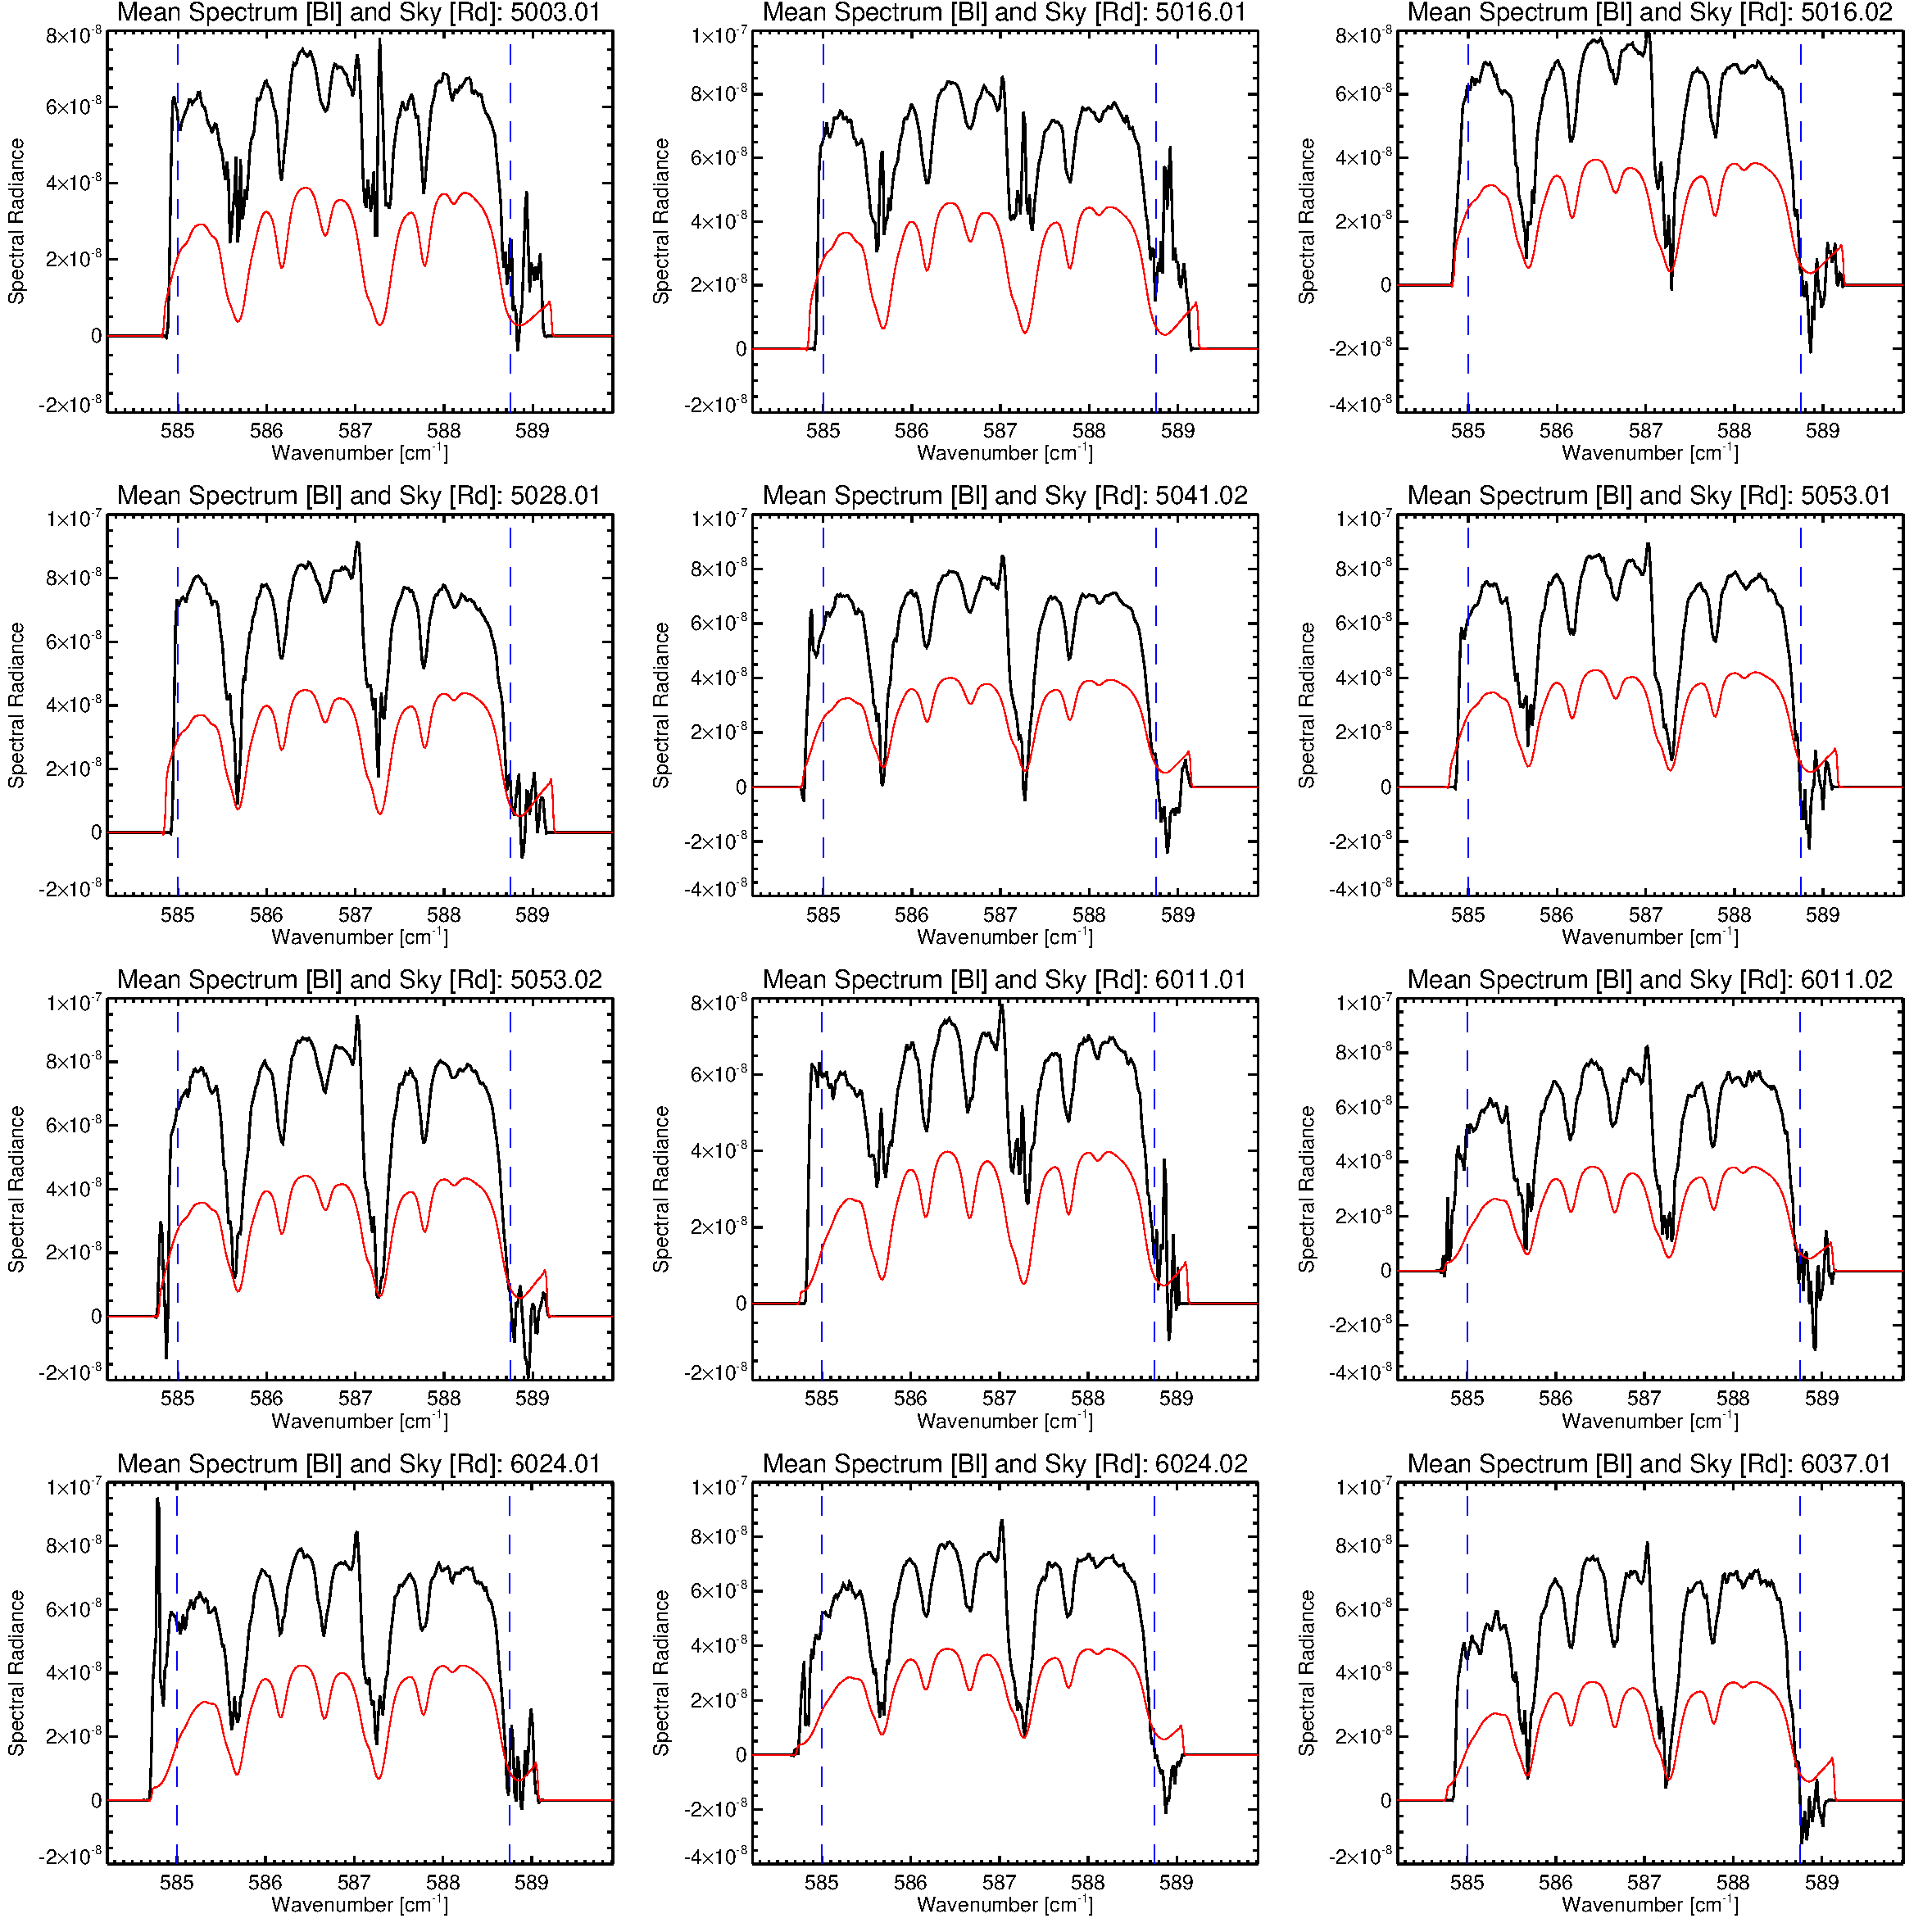 Mean Spectrum [Bl] and Sky [Rd]: 5003.01
8×10⁻⁸
6×10⁻⁸
4×10⁻⁸
2×10⁻⁸
0
-2×10⁻⁸
Spectral Radiance
585 586 587 588 589
Wavenumber [cm⁻¹]
Mean Spectrum [Bl] and Sky [Rd]: 5016.01
1×10⁻⁷
8×10⁻⁸
6×10⁻⁸
4×10⁻⁸
2×10⁻⁸
0
-2×10⁻⁸
Spectral Radiance
585 586 587 588 589
Wavenumber [cm⁻¹]
Mean Spectrum [Bl] and Sky [Rd]: 5016.02
8×10⁻⁸
6×10⁻⁸
4×10⁻⁸
2×10⁻⁸
0
-2×10⁻⁸
-4×10⁻⁸
Spectral Radiance
585 586 587 588 589
Wavenumber [cm⁻¹]
Mean Spectrum [Bl] and Sky [Rd]: 5028.01
1×10⁻⁷
8×10⁻⁸
6×10⁻⁸
4×10⁻⁸
2×10⁻⁸
0
-2×10⁻⁸
Spectral Radiance
585 586 587 588 589
Wavenumber [cm⁻¹]
Mean Spectrum [Bl] and Sky [Rd]: 5041.02
1×10⁻⁷
8×10⁻⁸
6×10⁻⁸
4×10⁻⁸
2×10⁻⁸
0
-2×10⁻⁸
-4×10⁻⁸
Spectral Radiance
585 586 587 588 589
Wavenumber [cm⁻¹]
Mean Spectrum [Bl] and Sky [Rd]: 5053.01
1×10⁻⁷
8×10⁻⁸
6×10⁻⁸
4×10⁻⁸
2×10⁻⁸
0
-2×10⁻⁸
-4×10⁻⁸
Spectral Radiance
585 586 587 588 589
Wavenumber [cm⁻¹]
Mean Spectrum [Bl] and Sky [Rd]: 5053.02
1×10⁻⁷
8×10⁻⁸
6×10⁻⁸
4×10⁻⁸
2×10⁻⁸
0
-2×10⁻⁸
Spectral Radiance
585 586 587 588 589
Wavenumber [cm⁻¹]
Mean Spectrum [Bl] and Sky [Rd]: 6011.01
8×10⁻⁸
6×10⁻⁸
4×10⁻⁸
2×10⁻⁸
0
-2×10⁻⁸
Spectral Radiance
585 586 587 588 589
Wavenumber [cm⁻¹]
Mean Spectrum [Bl] and Sky [Rd]: 6011.02
1×10⁻⁷
8×10⁻⁸
6×10⁻⁸
4×10⁻⁸
2×10⁻⁸
0
-2×10⁻⁸
-4×10⁻⁸
Spectral Radiance
585 586 587 588 589
Wavenumber [cm⁻¹]
Mean Spectrum [Bl] and Sky [Rd]: 6024.01
1×10⁻⁷
8×10⁻⁸
6×10⁻⁸
4×10⁻⁸
2×10⁻⁸
0
-2×10⁻⁸
Spectral Radiance
585 586 587 588 589
Wavenumber [cm⁻¹]
Mean Spectrum [Bl] and Sky [Rd]: 6024.02
1×10⁻⁷
8×10⁻⁸
6×10⁻⁸
4×10⁻⁸
2×10⁻⁸
0
-2×10⁻⁸
-4×10⁻⁸
Spectral Radiance
585 586 587 588 589
Wavenumber [cm⁻¹]
Mean Spectrum [Bl] and Sky [Rd]: 6037.01
1×10⁻⁷
8×10⁻⁸
6×10⁻⁸
4×10⁻⁸
2×10⁻⁸
0
-2×10⁻⁸
Spectral Radiance
585 586 587 588 589
Wavenumber [cm⁻¹]